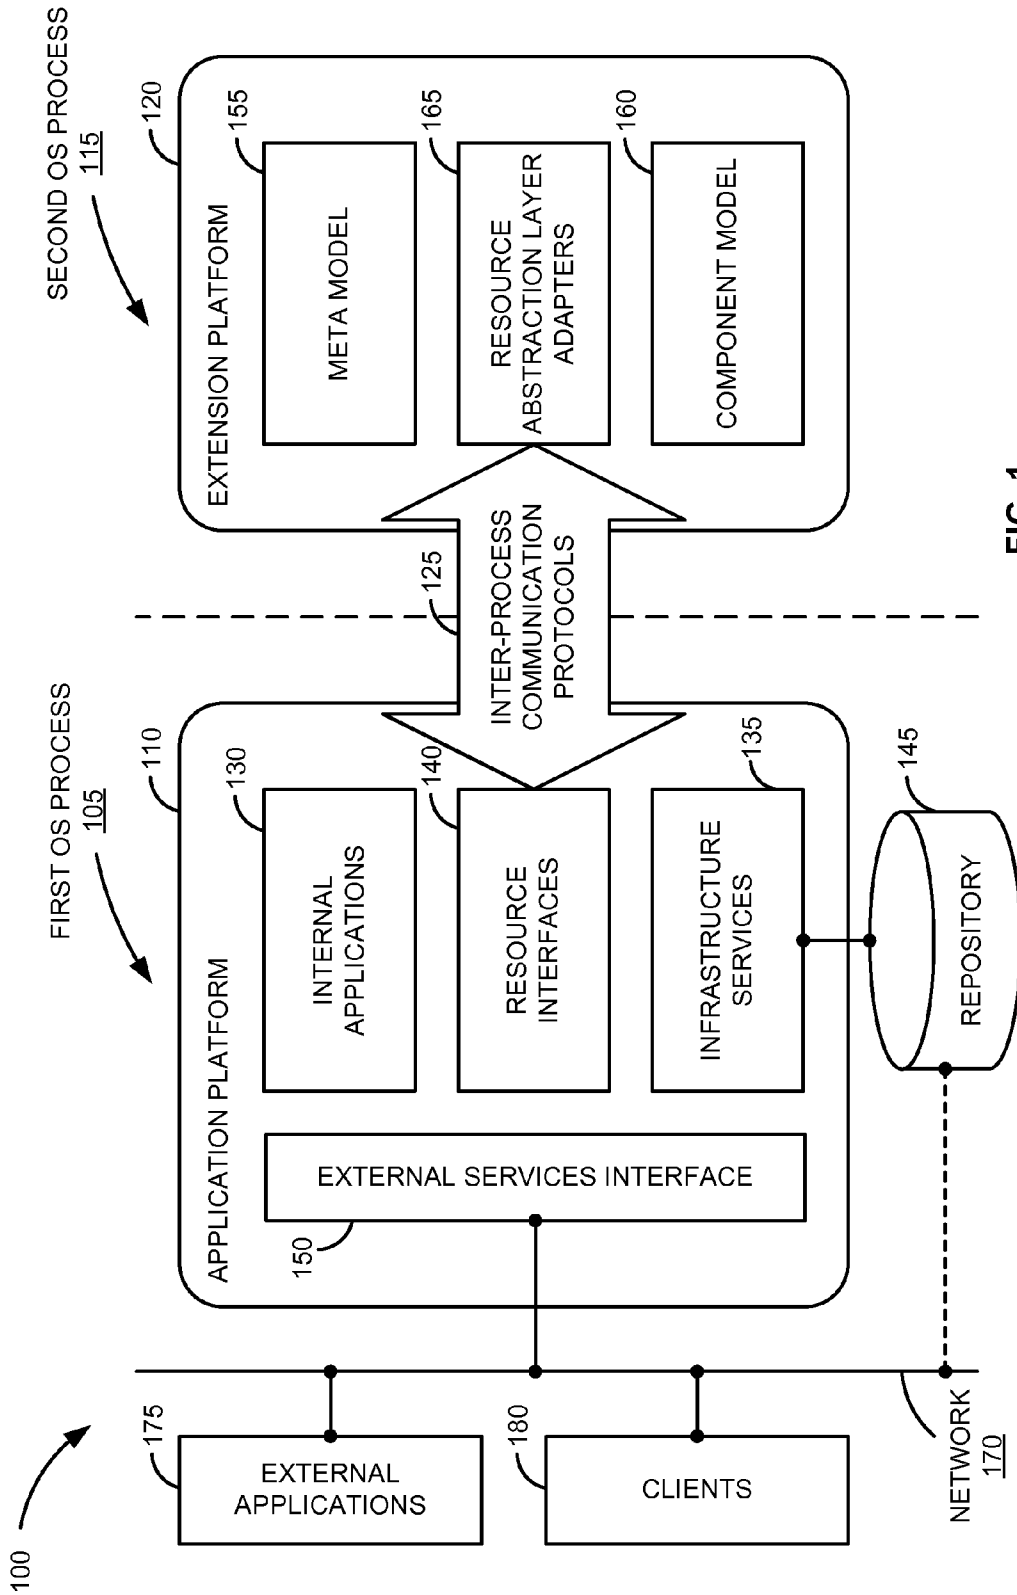 100
FIRST OS PROCESS
105
SECOND OS PROCESS
115
175
EXTERNAL
APPLICATIONS
180
CLIENTS
NETWORK
170
110
APPLICATION PLATFORM
150
EXTERNAL SERVICES INTERFACE
130
INTERNAL
APPLICATIONS
140
RESOURCE
INTERFACES
135
INFRASTRUCTURE
SERVICES
145
REPOSITORY
125
INTER-PROCESS
COMMUNICATION
PROTOCOLS
120
EXTENSION PLATFORM
155
META MODEL
165
RESOURCE
ABSTRACTION LAYER
ADAPTERS
160
COMPONENT MODEL
FIG. 1